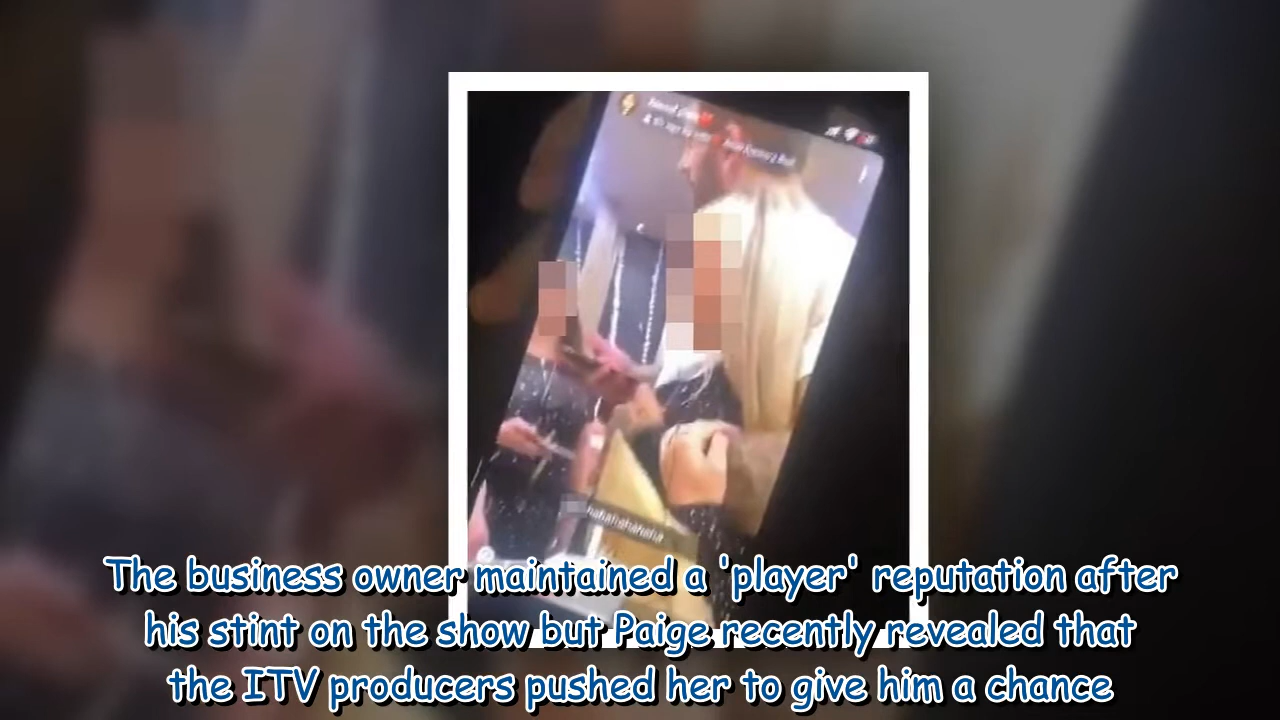 hahahahahaha
The business owner maintained a 'player' reputation after
his stint on the show but Paige recently revealed that
the ITV producers pushed her to give him a chance